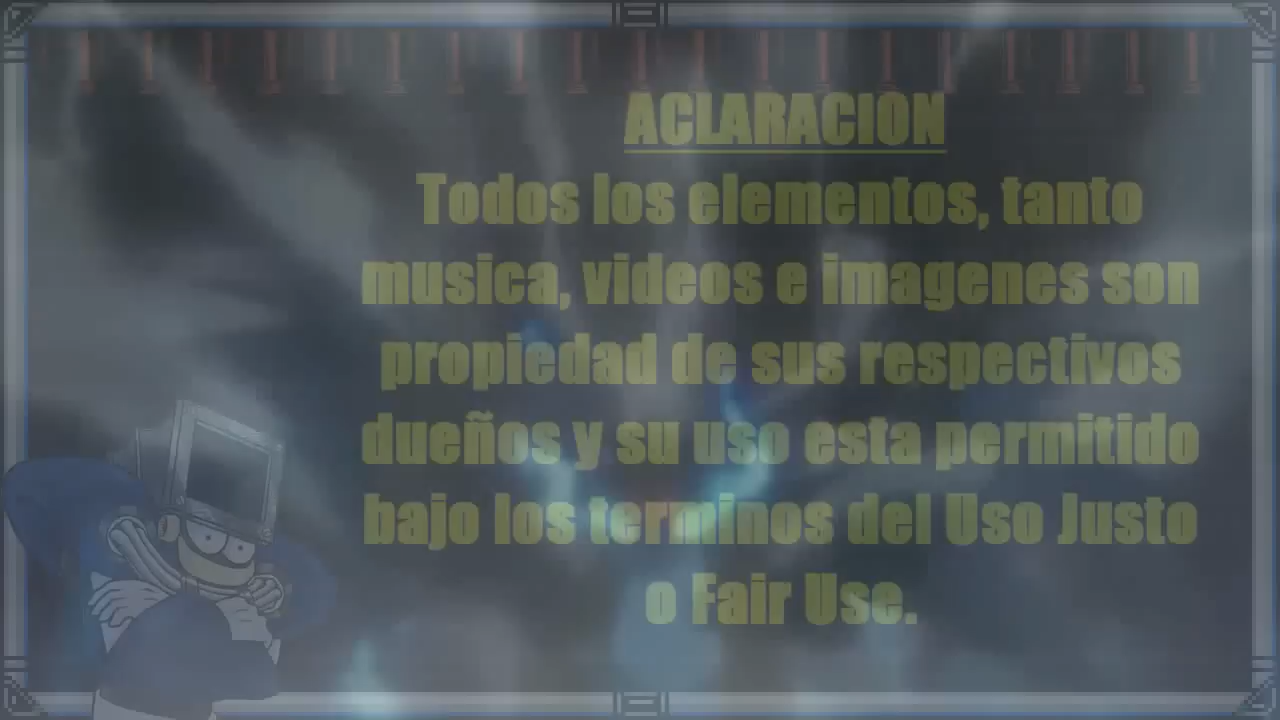 ACLARACION
Todos los elementos, tanto
musica, videos e imagenes son
propiedad de sus respectivos
dueños y su uso esta permitido
bajo los terminos del Uso Justo
o Fair Use.